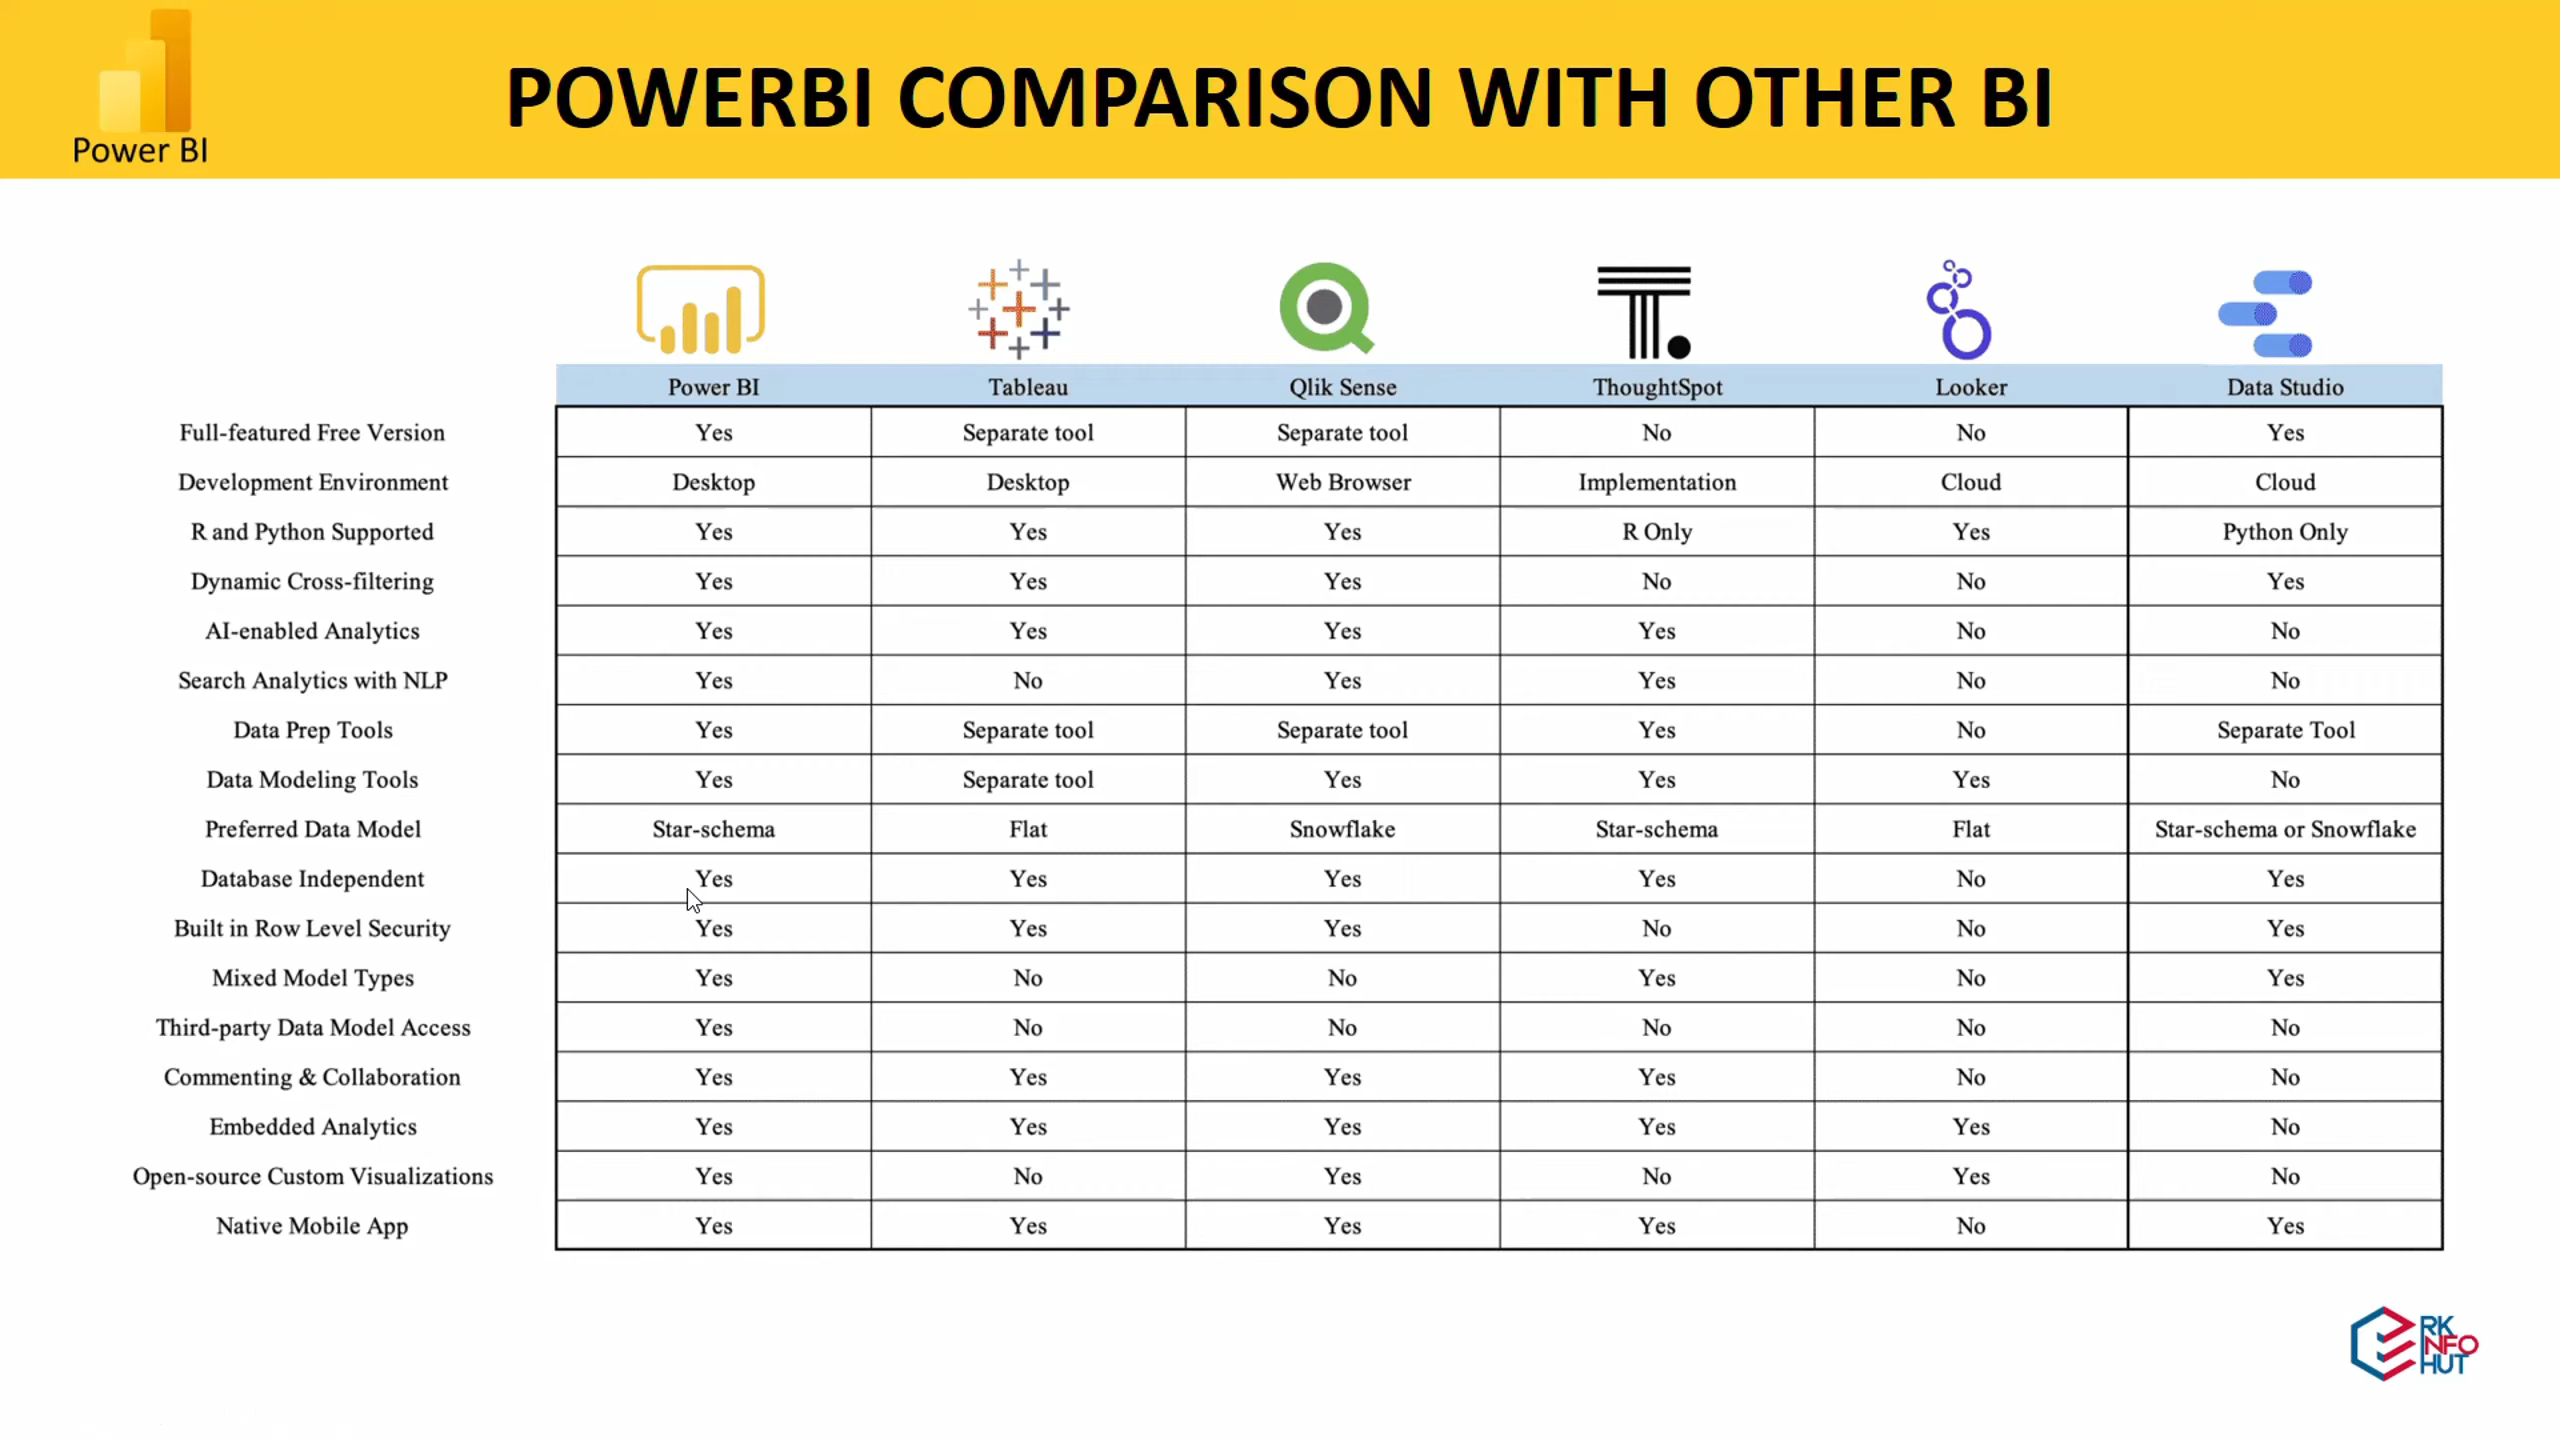 POWERBI COMPARISON WITH OTHER BI
Power BI
Power BI Tableau Qlik Sense ThoughtSpot Looker Data Studio
Full-featured Free Version Yes Separate tool Separate tool No No Yes
Development Environment Desktop Desktop Web Browser Implementation Cloud Cloud
R and Python Supported Yes Yes Yes R Only Yes Python Only
Dynamic Cross-filtering Yes Yes Yes No No Yes
AI-enabled Analytics Yes Yes Yes Yes No No
Search Analytics with NLP Yes No Yes Yes No No
Data Prep Tools Yes Separate tool Separate tool Yes No Separate Tool
Data Modeling Tools Yes Separate tool Yes Yes Yes No
Preferred Data Model Star-schema Flat Snowflake Star-schema Flat Star-schema or Snowflake
Database Independent Yes Yes Yes Yes No Yes
Built in Row Level Security Yes Yes Yes No No Yes
Mixed Model Types Yes No No Yes No Yes
Third-party Data Model Access Yes No No No No No
Commenting & Collaboration Yes Yes Yes Yes No No
Embedded Analytics Yes Yes Yes Yes Yes No
Open-source Custom Visualizations Yes No Yes No Yes No
Native Mobile App Yes Yes Yes Yes No Yes
RK
INFO
HUT